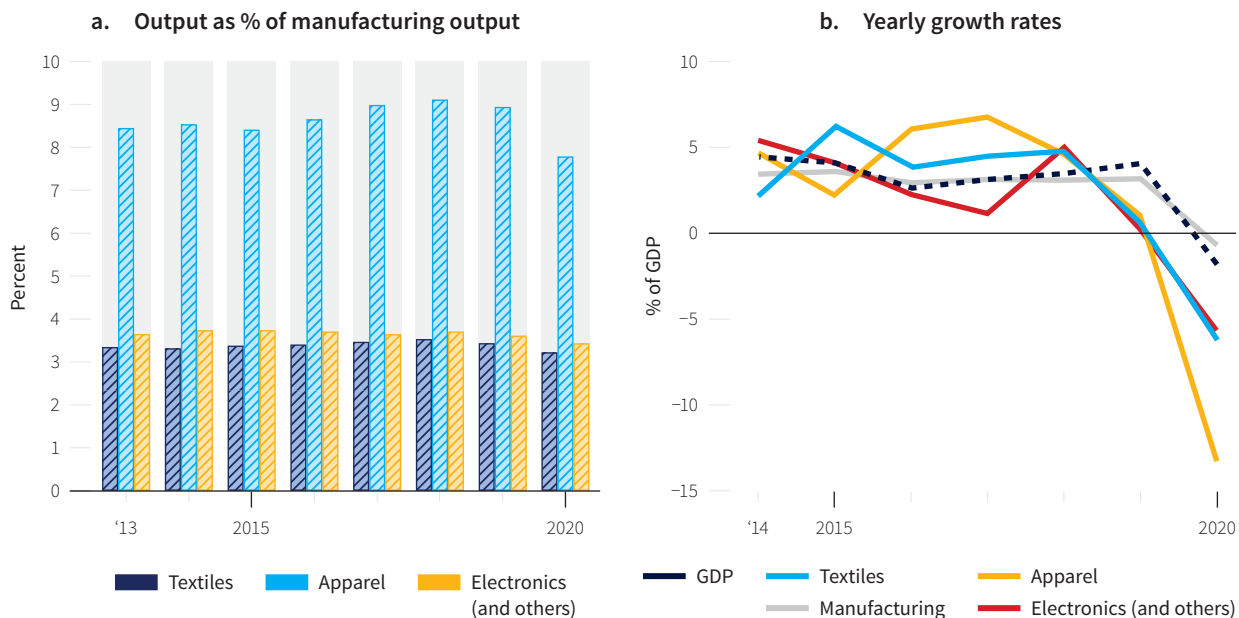 a. Output as % of manufacturing output
Percent
10
9
8
7
6
5
4
3
2
1
0
‘13
2015
2020
Textiles
Apparel
Electronics
(and others)
b. Yearly growth rates
% of GDP
10
5
0
−5
−10
−15
‘14
2015
2020
GDP
Textiles
Apparel
Manufacturing
Electronics (and others)